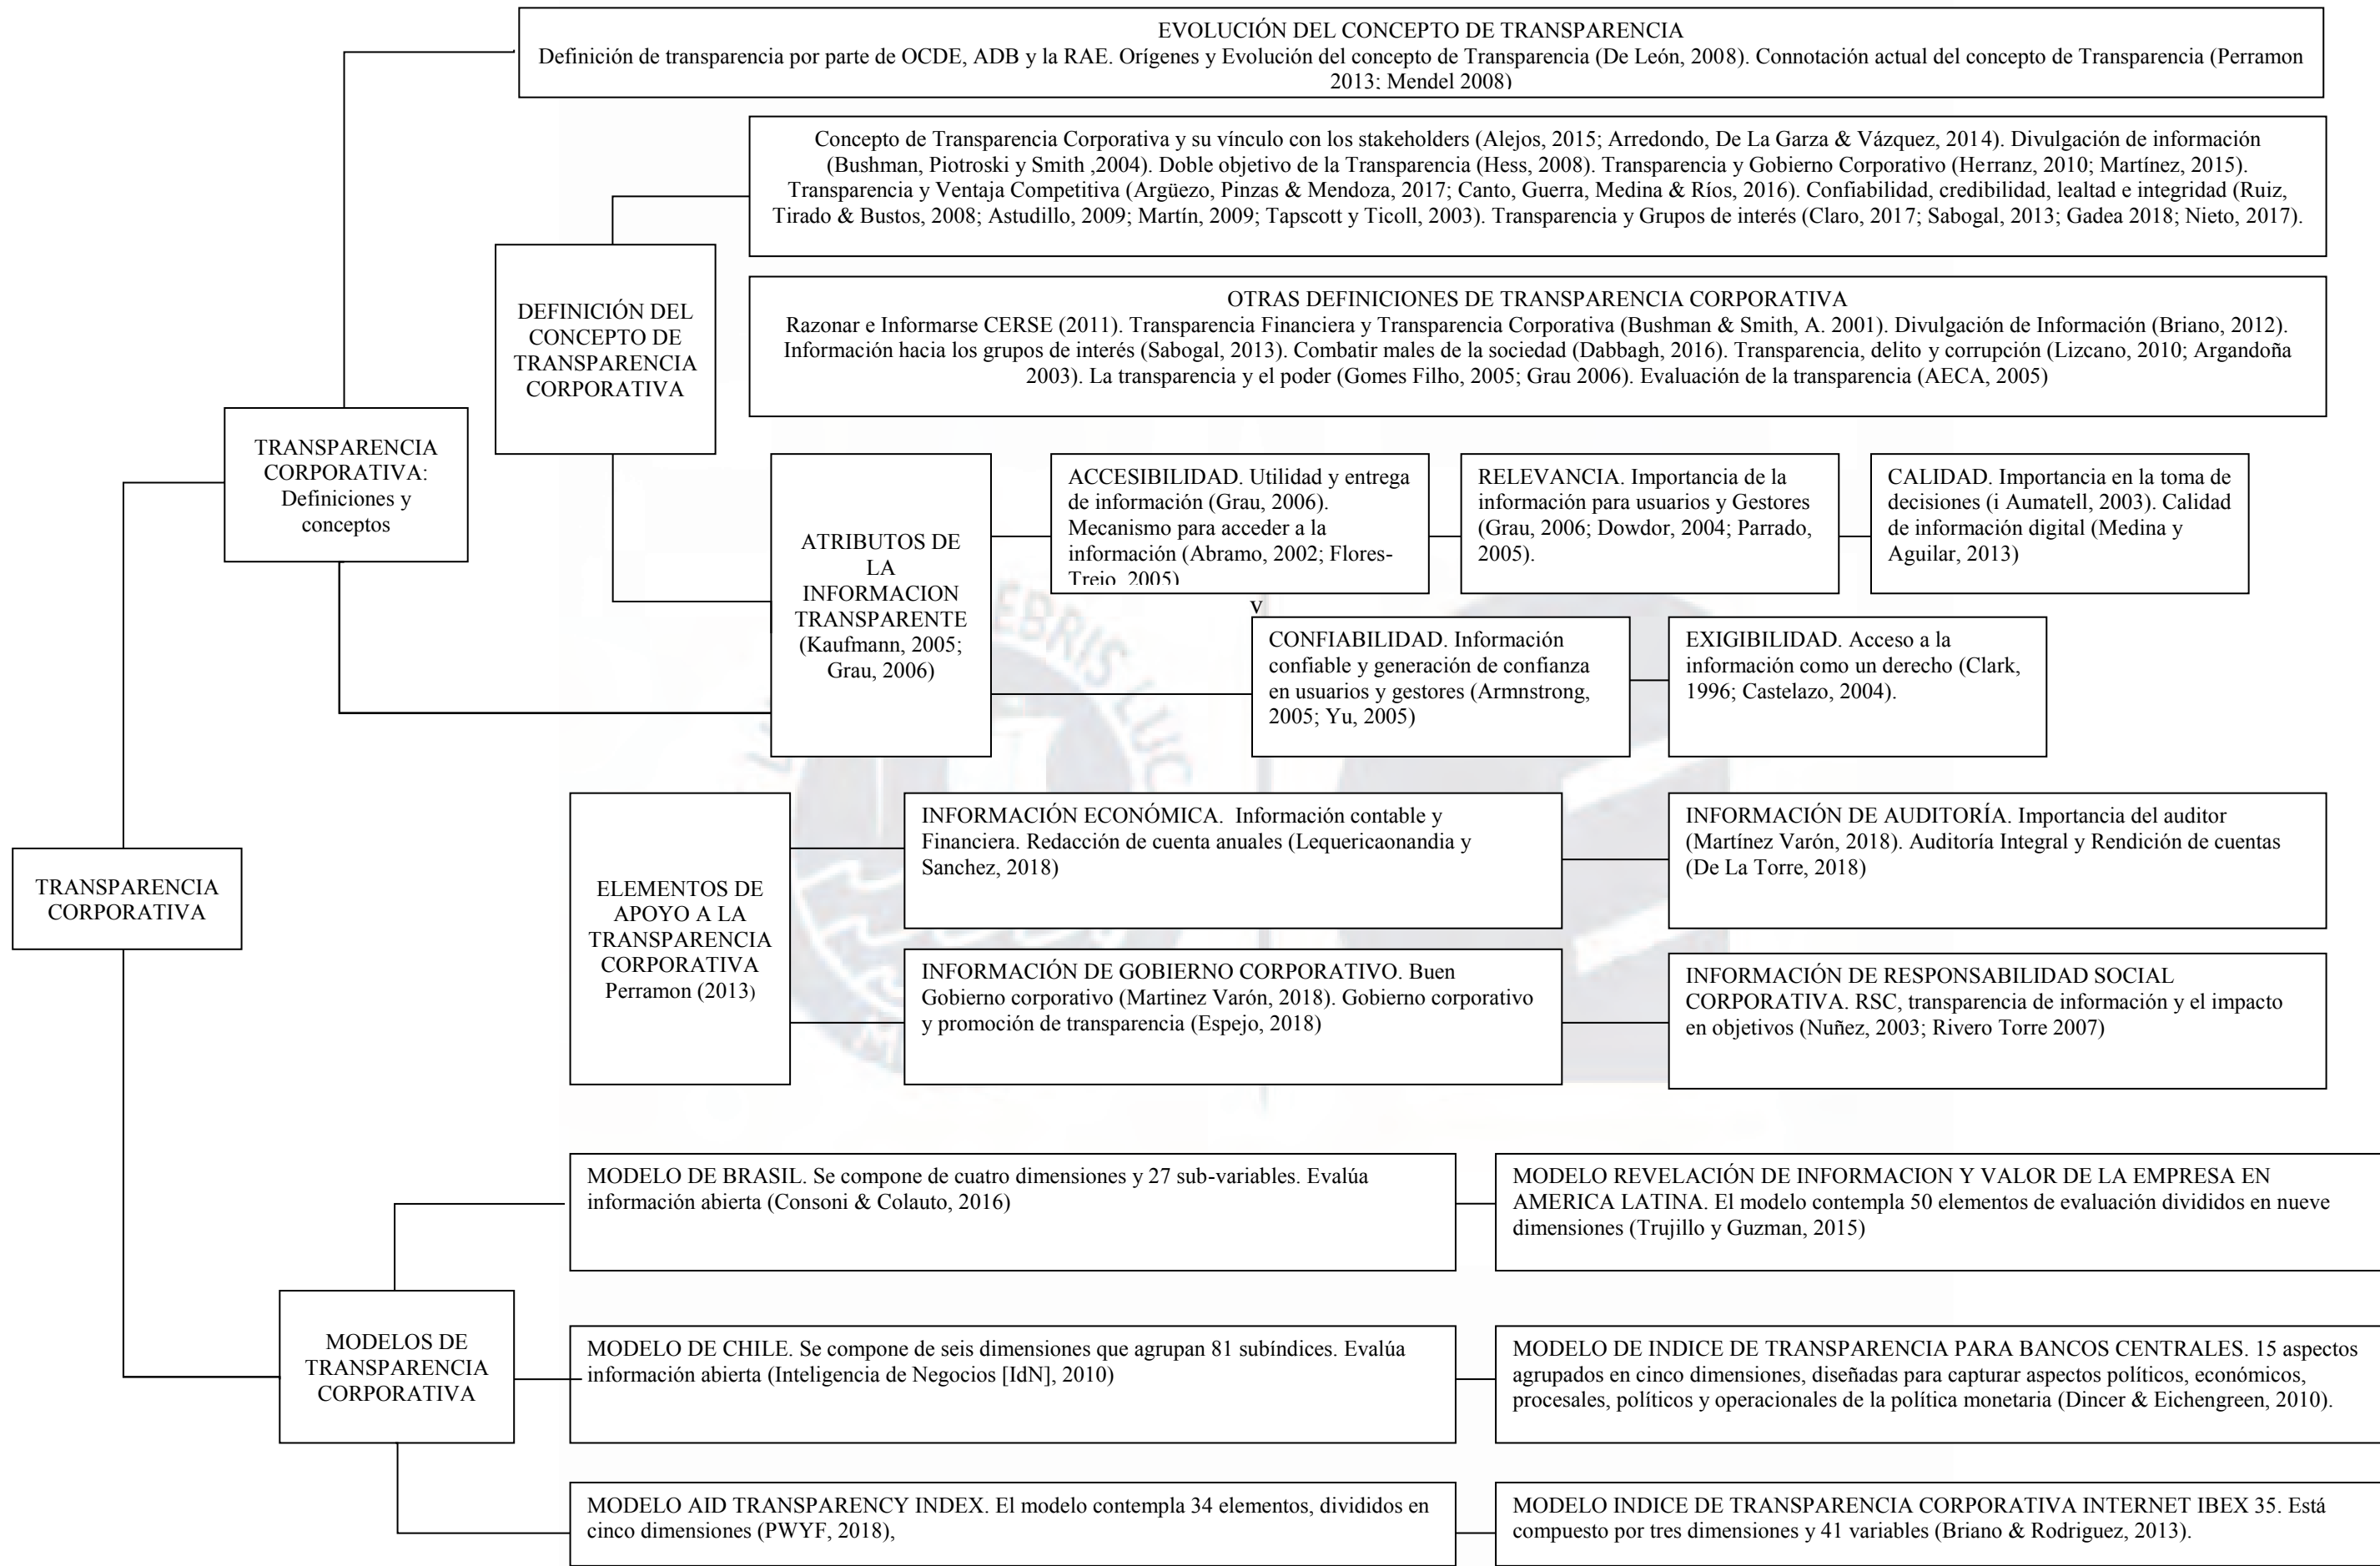 EVOLUCIÓN DEL CONCEPTO DE TRANSPARENCIA
Definición de transparencia por parte de OCDE, ADB y la RAE. Orígenes y Evolución del concepto de Transparencia (De León, 2008). Connotación actual del concepto de Transparencia (Perramon
2013; Mendel 2008)
Concepto de Transparencia Corporativa y su vínculo con los stakeholders (Alejos, 2015; Arredondo, De La Garza & Vázquez, 2014). Divulgación de información
(Bushman, Piotroski y Smith ,2004). Doble objetivo de la Transparencia (Hess, 2008). Transparencia y Gobierno Corporativo (Herranz, 2010; Martínez, 2015).
Transparencia y Ventaja Competitiva (Argüezo, Pinzas & Mendoza, 2017; Canto, Guerra, Medina & Ríos, 2016). Confiabilidad, credibilidad, lealtad e integridad (Ruiz,
Tirado & Bustos, 2008; Astudillo, 2009; Martín, 2009; Tapscott y Ticoll, 2003). Transparencia y Grupos de interés (Claro, 2017; Sabogal, 2013; Gadea 2018; Nieto, 2017).
DEFINICIÓN DEL
CONCEPTO DE
TRANSPARENCIA
CORPORATIVA
OTRAS DEFINICIONES DE TRANSPARENCIA CORPORATIVA
Razonar e Informarse CERSE (2011). Transparencia Financiera y Transparencia Corporativa (Bushman & Smith, A. 2001). Divulgación de Información (Briano, 2012).
Información hacia los grupos de interés (Sabogal, 2013). Combatir males de la sociedad (Dabbagh, 2016). Transparencia, delito y corrupción (Lizcano, 2010; Argandoña
2003). La transparencia y el poder (Gomes Filho, 2005; Grau 2006). Evaluación de la transparencia (AECA, 2005)
TRANSPARENCIA
CORPORATIVA:
Definiciones y
conceptos
ATRIBUTOS DE
LA
INFORMACION
TRANSPARENTE
(Kaufmann, 2005;
Grau, 2006)
ACCESIBILIDAD. Utilidad y entrega
de información (Grau, 2006).
Mecanismo para acceder a la
información (Abramo, 2002; Flores-
Trejo, 2005)
RELEVANCIA. Importancia de la
información para usuarios y Gestores
(Grau, 2006; Dowdor, 2004; Parrado,
2005).
CALIDAD. Importancia en la toma de
decisiones (i Aumatell, 2003). Calidad
de información digital (Medina y
Aguilar, 2013)
v
CONFIABILIDAD. Información
confiable y generación de confianza
en usuarios y gestores (Armnstrong,
2005; Yu, 2005)
EXIGIBILIDAD. Acceso a la
información como un derecho (Clark,
1996; Castelazo, 2004).
EBRIS LUC
TRANSPARENCIA
CORPORATIVA
ELEMENTOS DE
APOYO A LA
TRANSPARENCIA
CORPORATIVA
Perramon (2013)
INFORMACIÓN ECONÓMICA. Información contable y
Financiera. Redacción de cuenta anuales (Lequericaonandia y
Sanchez, 2018)
INFORMACIÓN DE AUDITORÍA. Importancia del auditor
(Martínez Varón, 2018). Auditoría Integral y Rendición de cuentas
(De La Torre, 2018)
INFORMACIÓN DE GOBIERNO CORPORATIVO. Buen
Gobierno corporativo (Martinez Varón, 2018). Gobierno corporativo
y promoción de transparencia (Espejo, 2018)
INFORMACIÓN DE RESPONSABILIDAD SOCIAL
CORPORATIVA. RSC, transparencia de información y el impacto
en objetivos (Nuñez, 2003; Rivero Torre 2007)
MODELOS DE
TRANSPARENCIA
CORPORATIVA
MODELO DE BRASIL. Se compone de cuatro dimensiones y 27 sub-variables. Evalúa
información abierta (Consoni & Colauto, 2016)
MODELO REVELACIÓN DE INFORMACION Y VALOR DE LA EMPRESA EN
AMERICA LATINA. El modelo contempla 50 elementos de evaluación divididos en nueve
dimensiones (Trujillo y Guzman, 2015)
MODELO DE CHILE. Se compone de seis dimensiones que agrupan 81 subíndices. Evalúa
información abierta (Inteligencia de Negocios [IdN], 2010)
MODELO DE INDICE DE TRANSPARENCIA PARA BANCOS CENTRALES. 15 aspectos
agrupados en cinco dimensiones, diseñadas para capturar aspectos políticos, económicos,
procesales, políticos y operacionales de la política monetaria (Dincer & Eichengreen, 2010).
MODELO AID TRANSPARENCY INDEX. El modelo contempla 34 elementos, divididos en
cinco dimensiones (PWYF, 2018),
MODELO INDICE DE TRANSPARENCIA CORPORATIVA INTERNET IBEX 35. Está
compuesto por tres dimensiones y 41 variables (Briano & Rodriguez, 2013).